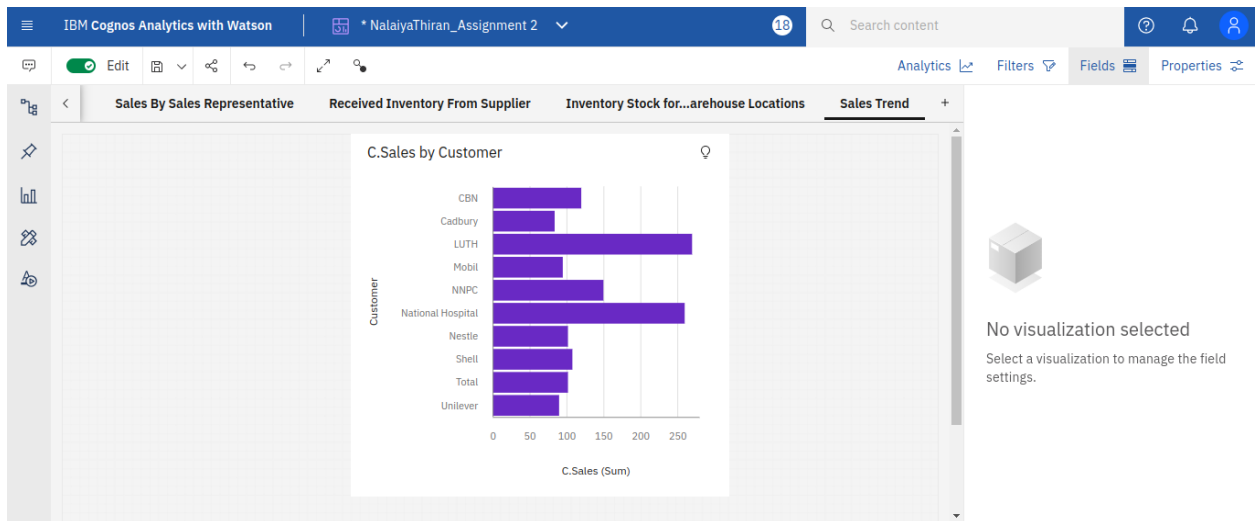 IBM Cognos Analytics with Watson
* NalaiyaThiran_Assignment 2
18
Search content
Edit
Analytics
Filters
Fields
Properties
Sales By Sales Representative
Received Inventory From Supplier
Inventory Stock for...arehouse Locations
Sales Trend
+
C.Sales by Customer
Customer
CBN
Cadbury
LUTH
Mobil
NNPC
National Hospital
Nestle
Shell
Total
Unilever
0 50 100 150 200 250
C.Sales (Sum)
No visualization selected
Select a visualization to manage the field
settings.